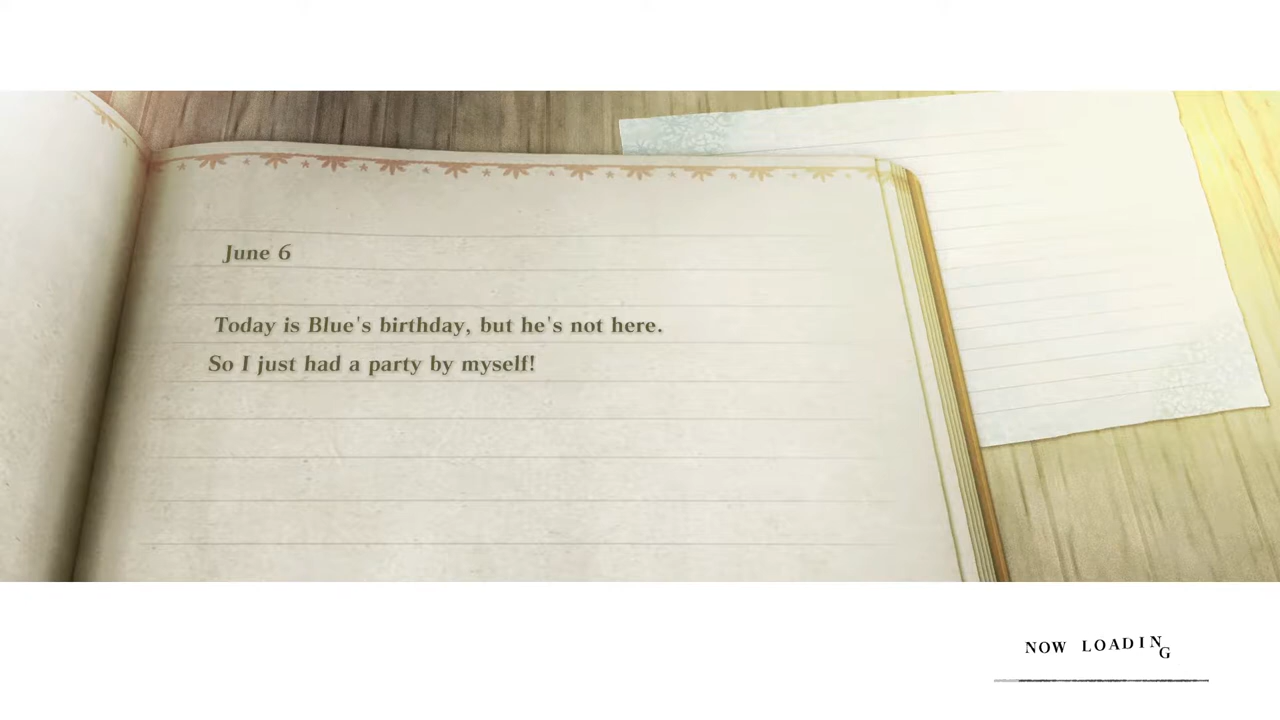 June 6
Today is Blue's birthday, but he's not here.
So I just had a party by myself!
NOW LOADING